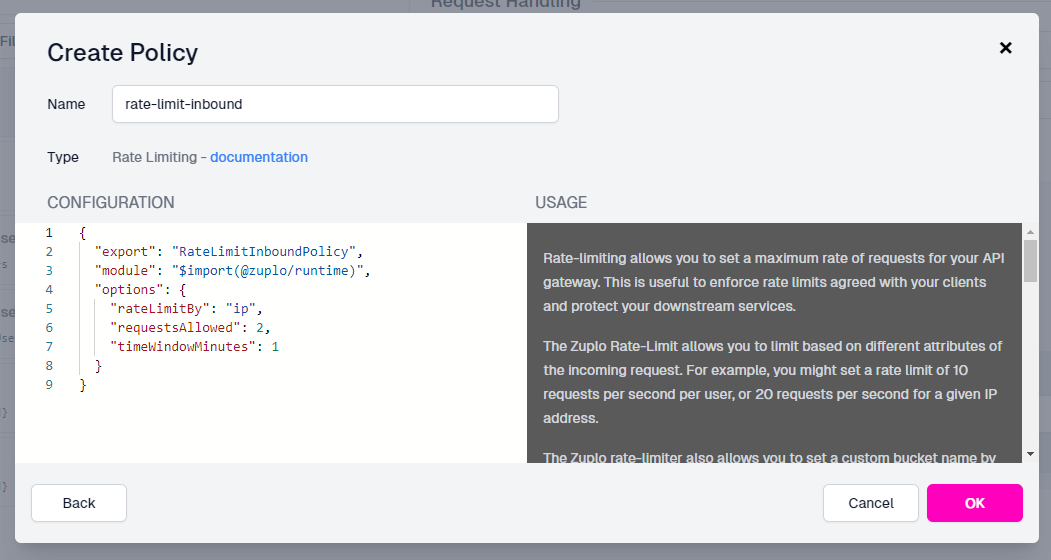 Request Handling
Create Policy
Name
rate-limit-inbound
Type
Rate Limiting - documentation
CONFIGURATION
USAGE
1 {
2 "export": "RateLimitInboundPolicy",
3 "module": "$import(@zuplo/runtime)",
4 "options": {
5 "rateLimitBy": "ip",
6 "requestsAllowed": 2,
7 "timeWindowMinutes": 1
8 }
9 }
Rate-limiting allows you to set a maximum rate of requests for your API
gateway. This is useful to enforce rate limits agreed with your clients
and protect your downstream services.
The Zuplo Rate-Limit allows you to limit based on different attributes of
the incoming request. For example, you might set a rate limit of 10
requests per second per user, or 20 requests per second for a given IP
address.
The Zuplo rate-limiter also allows you to set a custom bucket name by
Back
Cancel
OK